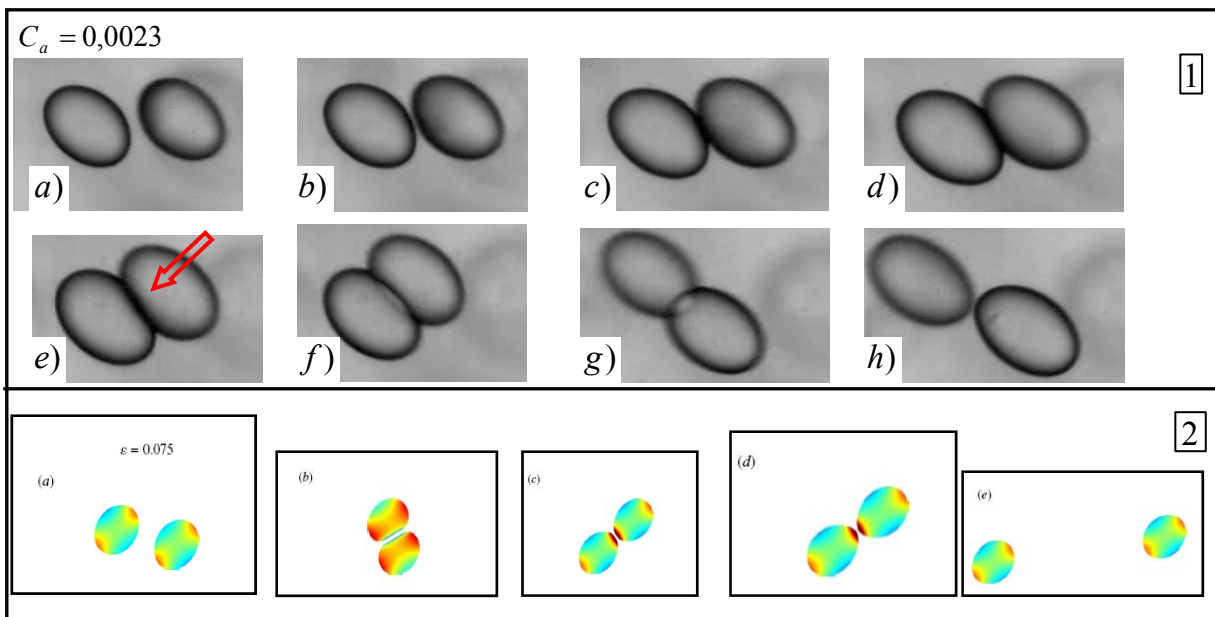 C_a = 0,0023
1
a) b) c) d)
e) f) g) h)
2
ε = 0.075
(a) (b) (c) (d) (e)